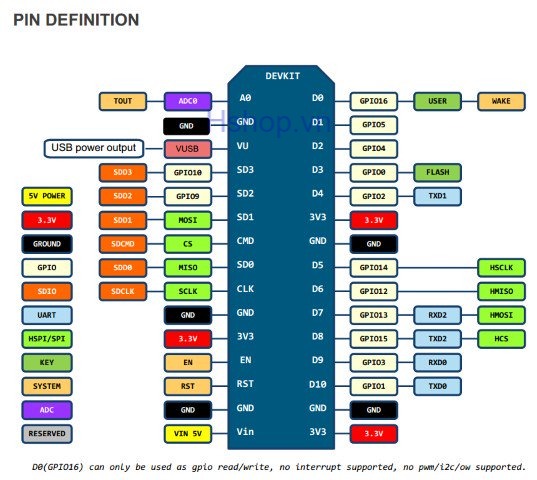 PIN DEFINITION
DEVKIT
TOUT ADC0 A0 D0 GPIO16 USER WAKE
GND GND D1 GPIO5
Hshop.vn
USB power output VUSB VU D2 GPIO4
SDD3 GPIO10 SD3 D3 GPIO0 FLASH
5V POWER SDD2 GPIO9 SD2 D4 GPIO2 TXD1
3.3V SDD1 MOSI SD1 3V3 3.3V
GROUND SDCMD CS CMD GND GND
GPIO SDD0 MISO SD0 D5 GPIO14 HSCLK
SDIO SDCLK SCLK CLK D6 GPIO12 HMISO
UART GND GND D7 GPIO13 RXD2 HMOSI
HSPI/SPI 3.3V 3V3 D8 GPIO15 TXD2 HCS
KEY EN EN D9 GPIO3 RXD0
SYSTEM RST RST D10 GPIO1 TXD0
ADC GND GND GND GND
RESERVED VIN 5V Vin 3V3 3.3V
D0(GPIO16) can only be used as gpio read/write, no interrupt supported, no pwm/i2c/ow supported.